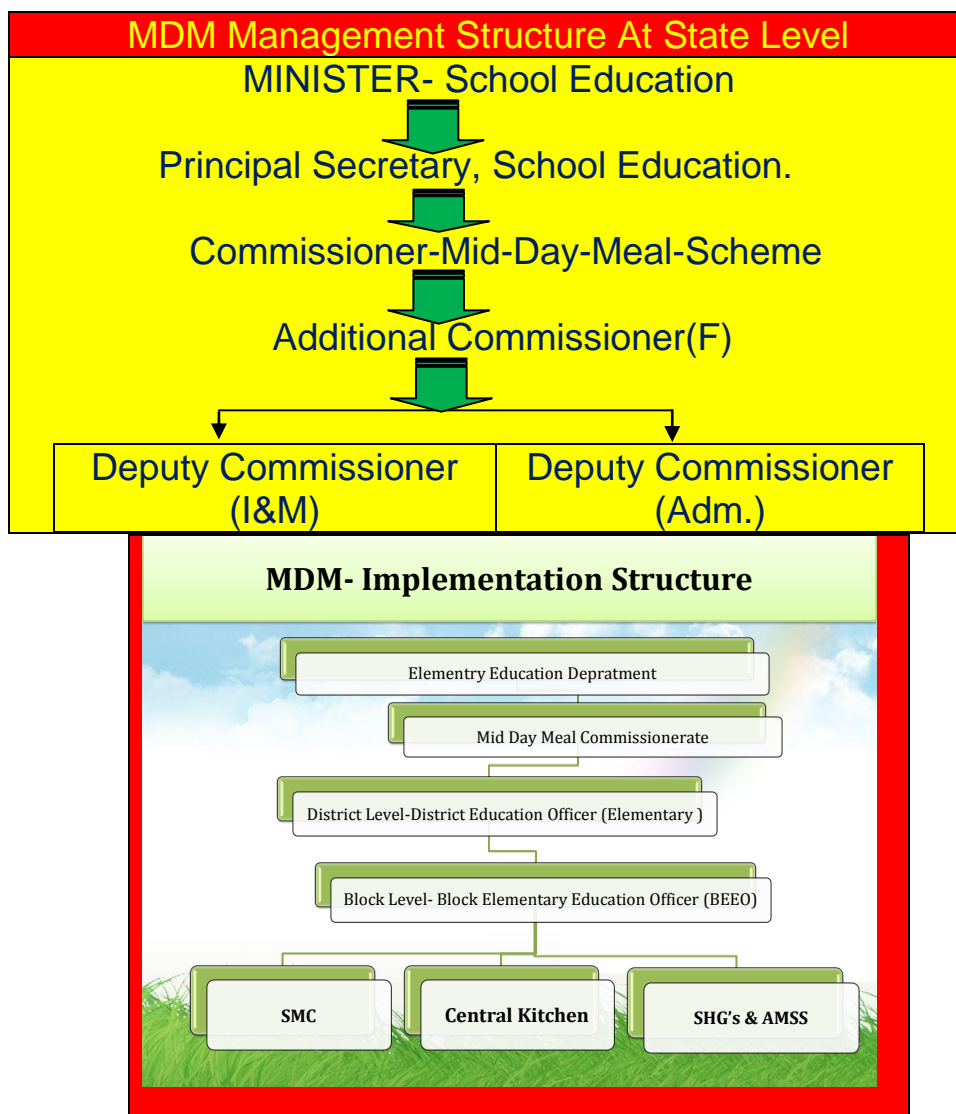 MDM Management Structure At State Level
MINISTER- School Education
Principal Secretary, School Education.
Commissioner-Mid-Day-Meal-Scheme
Additional Commissioner(F)
Deputy Commissioner
(I&M)
Deputy Commissioner
(Adm.)
MDM- Implementation Structure
Elementry Education Depratment
Mid Day Meal Commissionerate
District Level-District Education Officer (Elementary )
Block Level- Block Elementary Education Officer (BEEO)
SMC
Central Kitchen
SHG's & AMSS